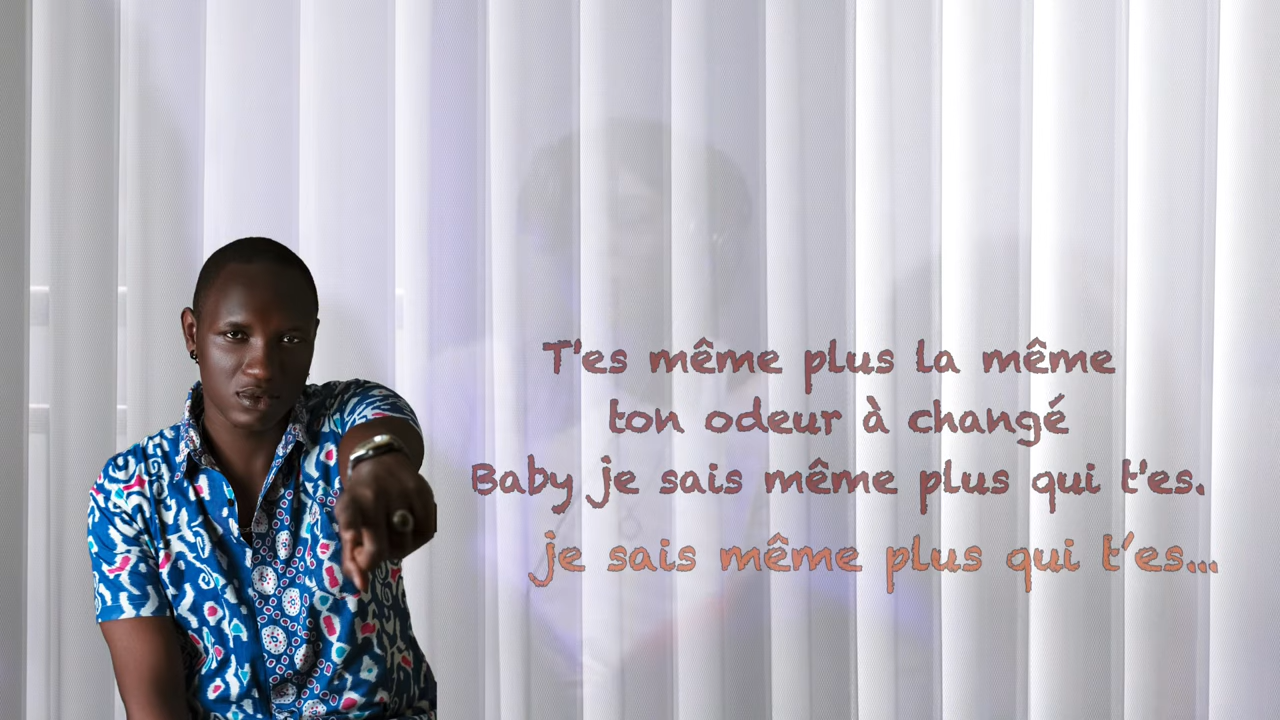 T'es même plus la même
ton odeur à changé
Baby je sais même plus qui t'es.
je sais même plus qui t'es...